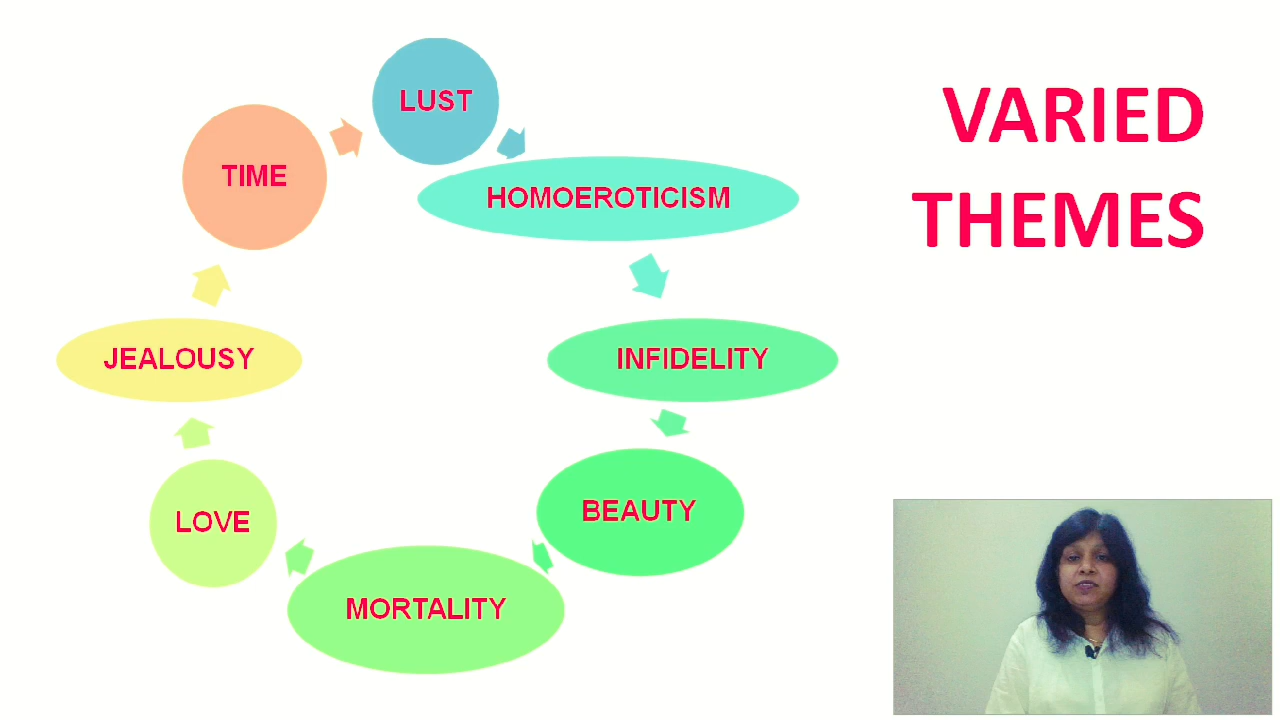 VARIED
THEMES
LUST
HOMOEROTICISM
INFIDELITY
BEAUTY
MORTALITY
LOVE
JEALOUSY
TIME